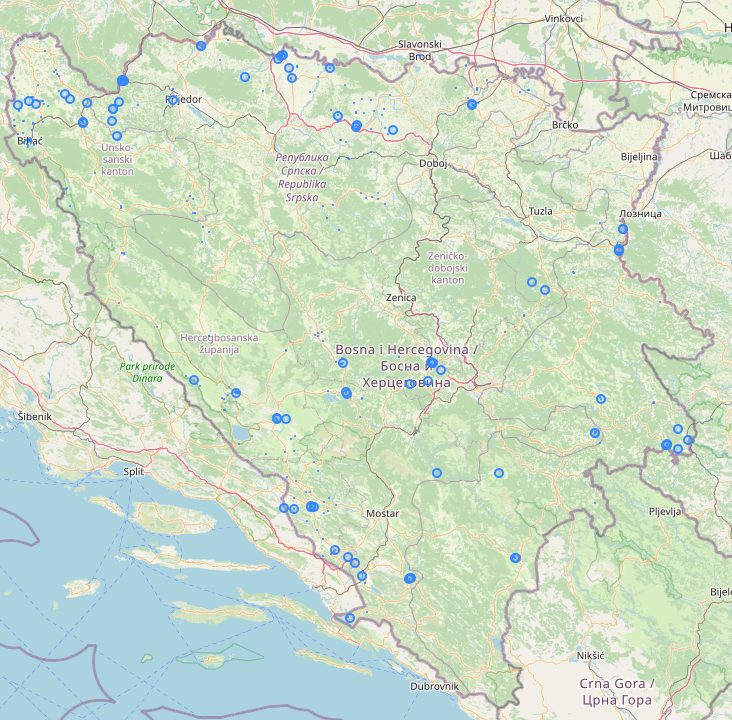 Vinkovci
Slavonski
Brod
Сремска
Митровиц
Prijedor
Brčko
Bihać
Unsko-
sanski
kanton
Република
Српска /
Republika
Srpska
Doboj
Bijeljina
Шаб
Tuzla
Лозница
Zeničko-
dobojski
kanton
Zenica
Hercegbosanska
županija
Park prirode
Dinara
Bosna i Hercegovina /
Босна и
Херцеговина
Šibenik
Split
Mostar
Pljevlja
Bijel
Nikšić
Dubrovnik
Crna Gora /
Црна Гора